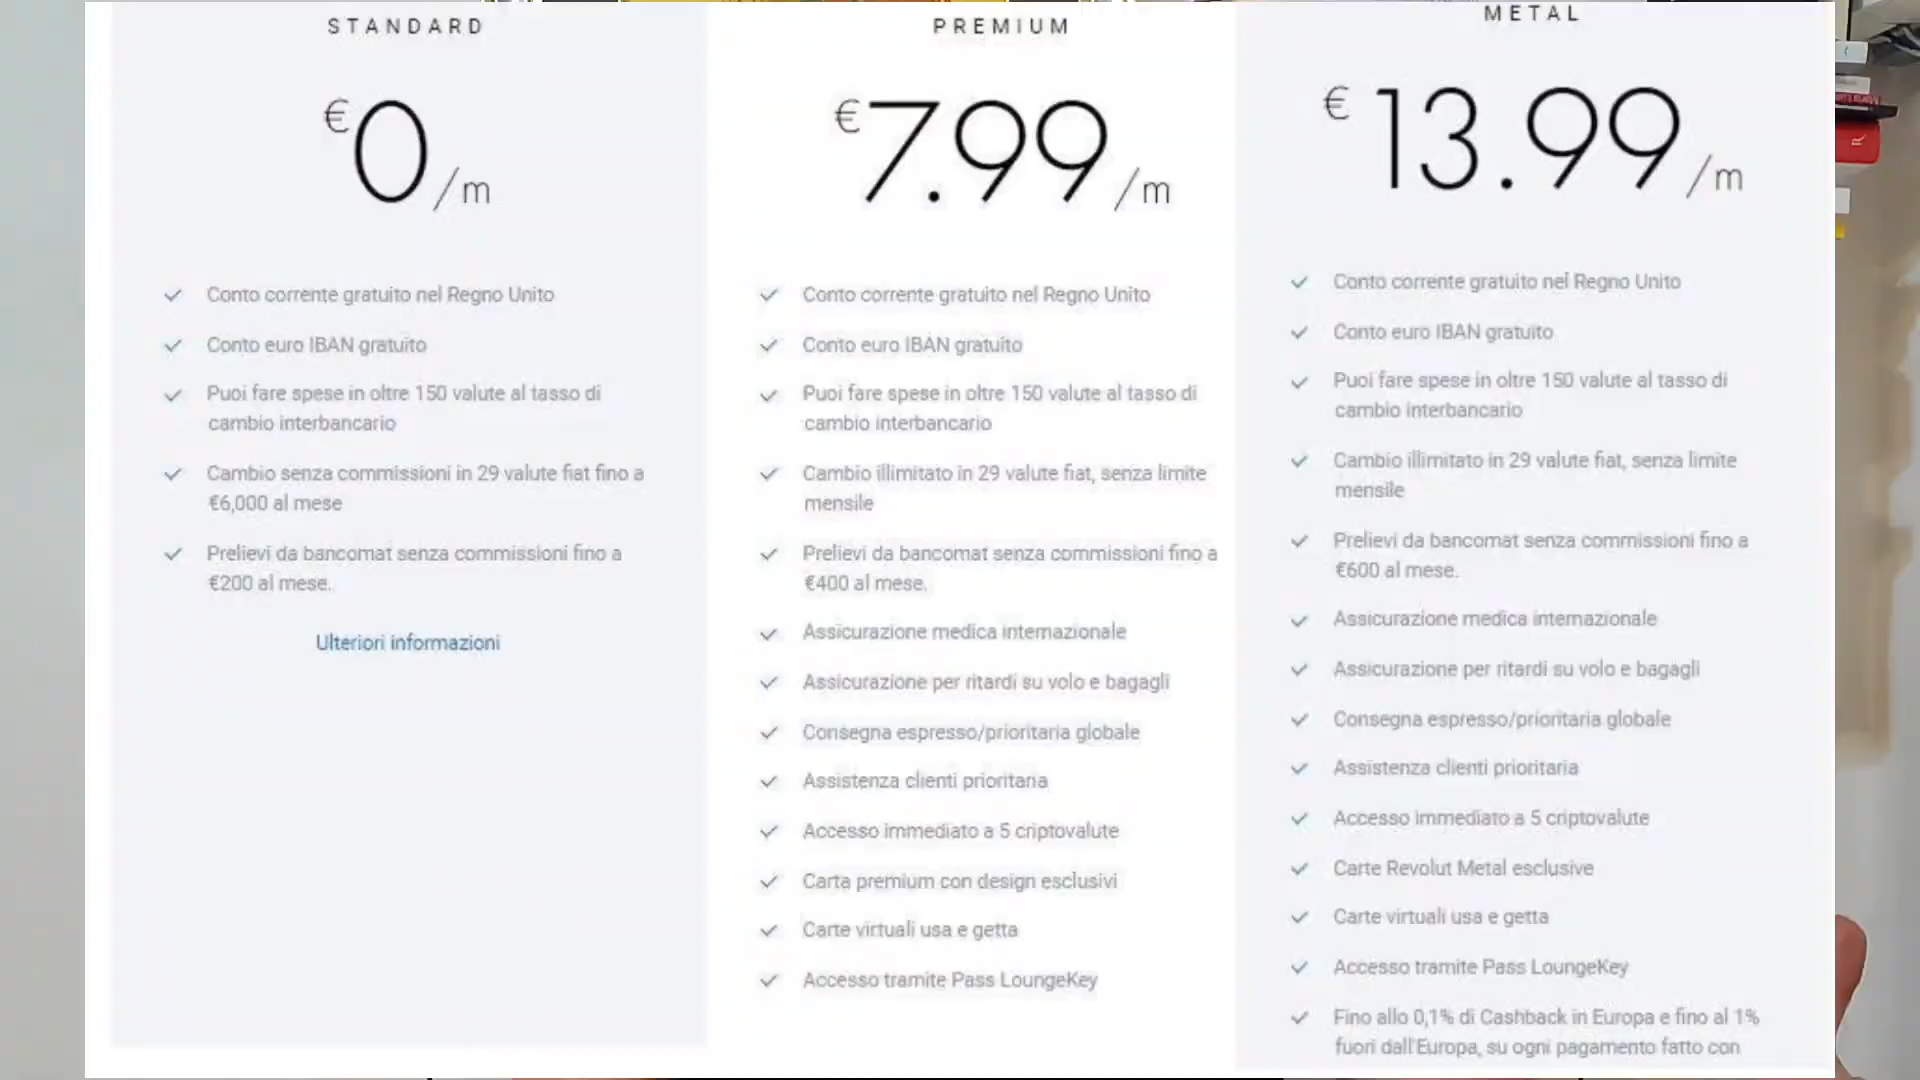 STANDARD
€0/m
Conto corrente gratuito nel Regno Unito
Conto euro IBAN gratuito
Puoi fare spese in oltre 150 valute al tasso di
cambio interbancario
Cambio senza commissioni in 29 valute fiat fino a
€6,000 al mese
Prelievi da bancomat senza commissioni fino a
€200 al mese.
Ulteriori informazioni
PREMIUM
€7.99/m
Conto corrente gratuito nel Regno Unito
Conto euro IBAN gratuito
Puoi fare spese in oltre 150 valute al tasso di
cambio interbancario
Cambio illimitato in 29 valute fiat, senza limite
mensile
Prelievi da bancomat senza commissioni fino a
€400 al mese.
Assicurazione medica internazionale
Assicurazione per ritardi su volo e bagagli
Consegna espresso/prioritaria globale
Assistenza clienti prioritaria
Accesso immediato a 5 criptovalute
Carta premium con design esclusivi
Carte virtuali usa e getta
Accesso tramite Pass LoungeKey
METAL
€13.99/m
Conto corrente gratuito nel Regno Unito
Conto euro IBAN gratuito
Puoi fare spese in oltre 150 valute al tasso di
cambio interbancario
Cambio illimitato in 29 valute fiat, senza limite
mensile
Prelievi da bancomat senza commissioni fino a
€600 al mese.
Assicurazione medica internazionale
Assicurazione per ritardi su volo e bagagli
Consegna espresso/prioritaria globale
Assistenza clienti prioritaria
Accesso immediato a 5 criptovalute
Carte Revolut Metal esclusive
Carte virtuali usa e getta
Accesso tramite Pass LoungeKey
Fino allo 0,1% di Cashback in Europa e fino al 1%
fuori dall'Europa, su ogni pagamento fatto con